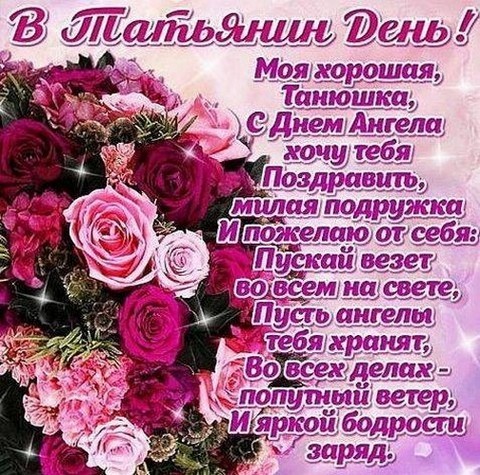 В Татьянин День!
Моя хорошая,
Танюшка,
С Днем Ангела
хочу тебя
Поздравить,
милая подружка
И пожелаю от себя:
Пускай везет
во всем на свете,
Пусть ангелы
тебя хранят,
Во всех делах -
попутный ветер,
И яркой бодрости
заряд.